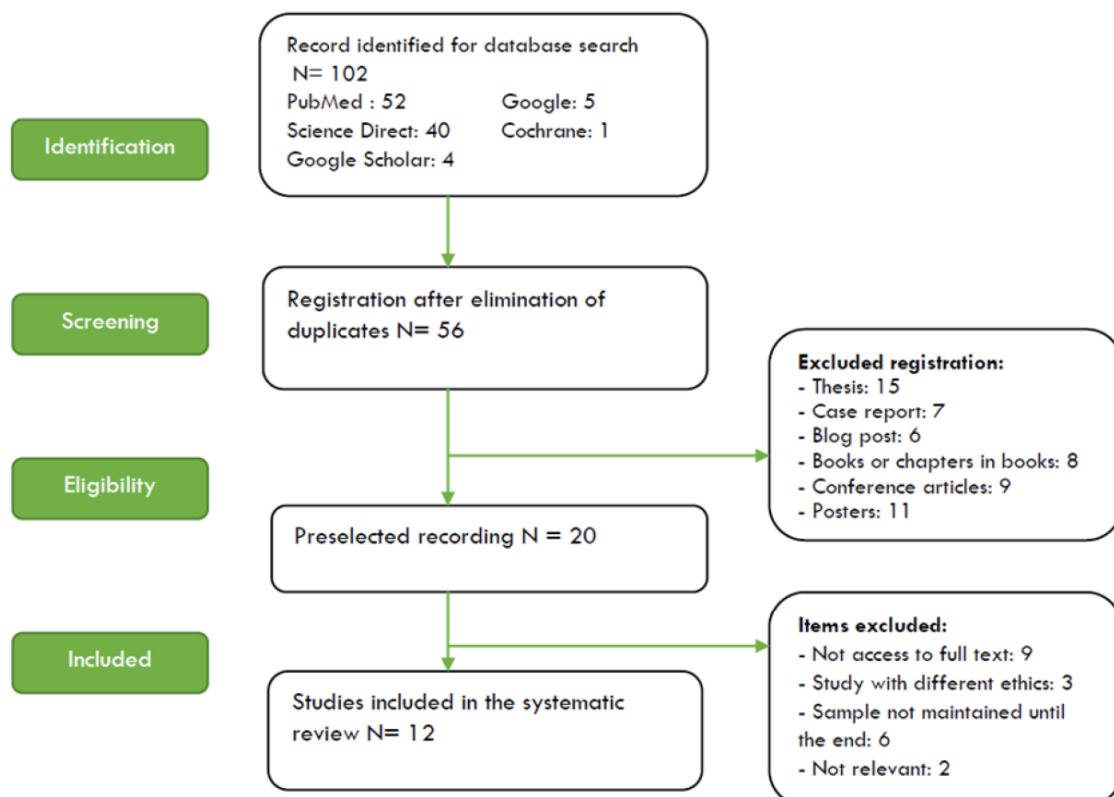 Record identified for database search
N= 102
PubMed : 52 Google: 5
Science Direct: 40 Cochrane: 1
Google Scholar: 4
Identification
Registration after elimination of
duplicates N= 56
Screening
Excluded registration:
- Thesis: 15
- Case report: 7
- Blog post: 6
- Books or chapters in books: 8
- Conference articles: 9
- Posters: 11
Eligibility
Preselected recording N = 20
Items excluded:
- Not access to full text: 9
- Study with different ethics: 3
- Sample not maintained until
the end: 6
- Not relevant: 2
Included
Studies included in the systematic
review N= 12